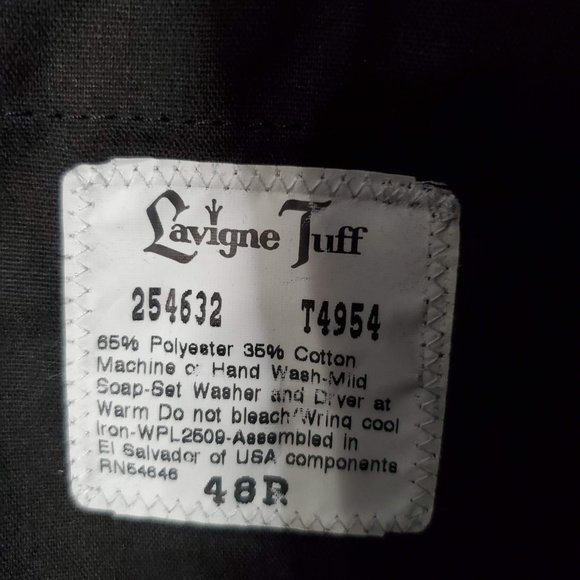 Lavigne Tuff
254632 T4954
65% Polyester 35% Cotton
Machine or Hand Wash-Mild
Soap-Set Washer and Dryer at
Warm Do not bleach/Wring cool
Iron-WPL2509-Assembled in
El Salvador of USA components
RN54646
48R